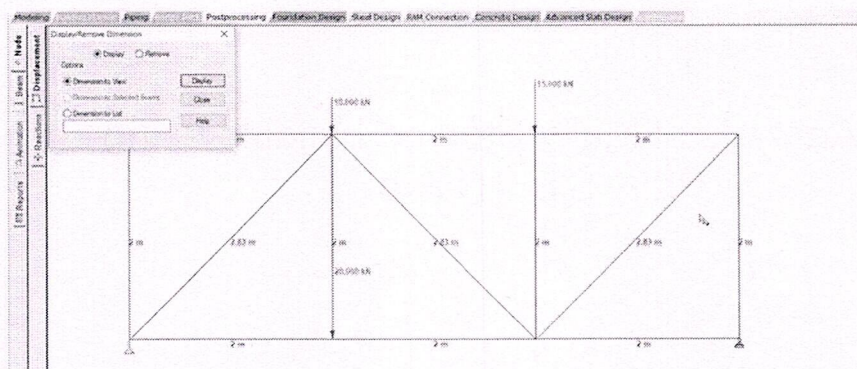 Modeling Piping Postprocessing Foundation Design Steel Design RAM Connection Concrete Design Advanced Slab Design
Display/Remove Dimension
Display Remove
Options
Dimension to View
Dimension to Selected Beams
Dimension to List
Display
Close
Help
Node
Beam
Animation
Reports
Displacement
Reactions
10.000 kN
15.000 kN
m
2 m
2 m
2 m
2.83 m
2 m
2.83 m
2 m
2.83 m
2 m
20.000 kN
2 m
2 m
2 m